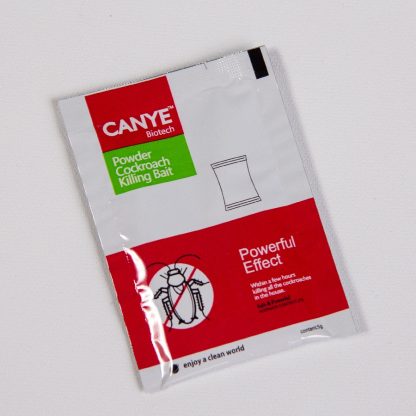 CANYE™
Biotech
Powder
Cockroach
Killing Bait
Powerful
Effect
Within a few hours
killing all the cockroaches
in the house.
content:5g
enjoy a clean world